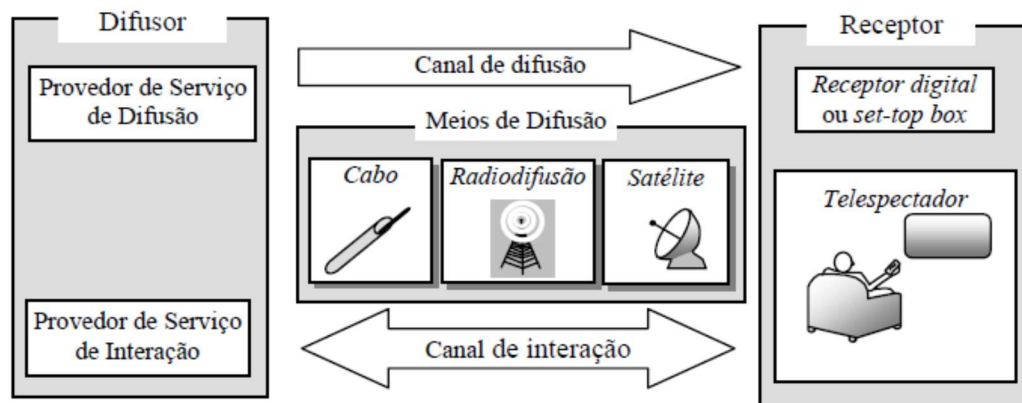 Difusor
Provedor de Serviço
de Difusão
Provedor de Serviço
de Interação
Canal de difusão
Meios de Difusão
Cabo
Radiodifusão
Satélite
Canal de interação
Receptor
Receptor digital
ou set-top box
Telespectador